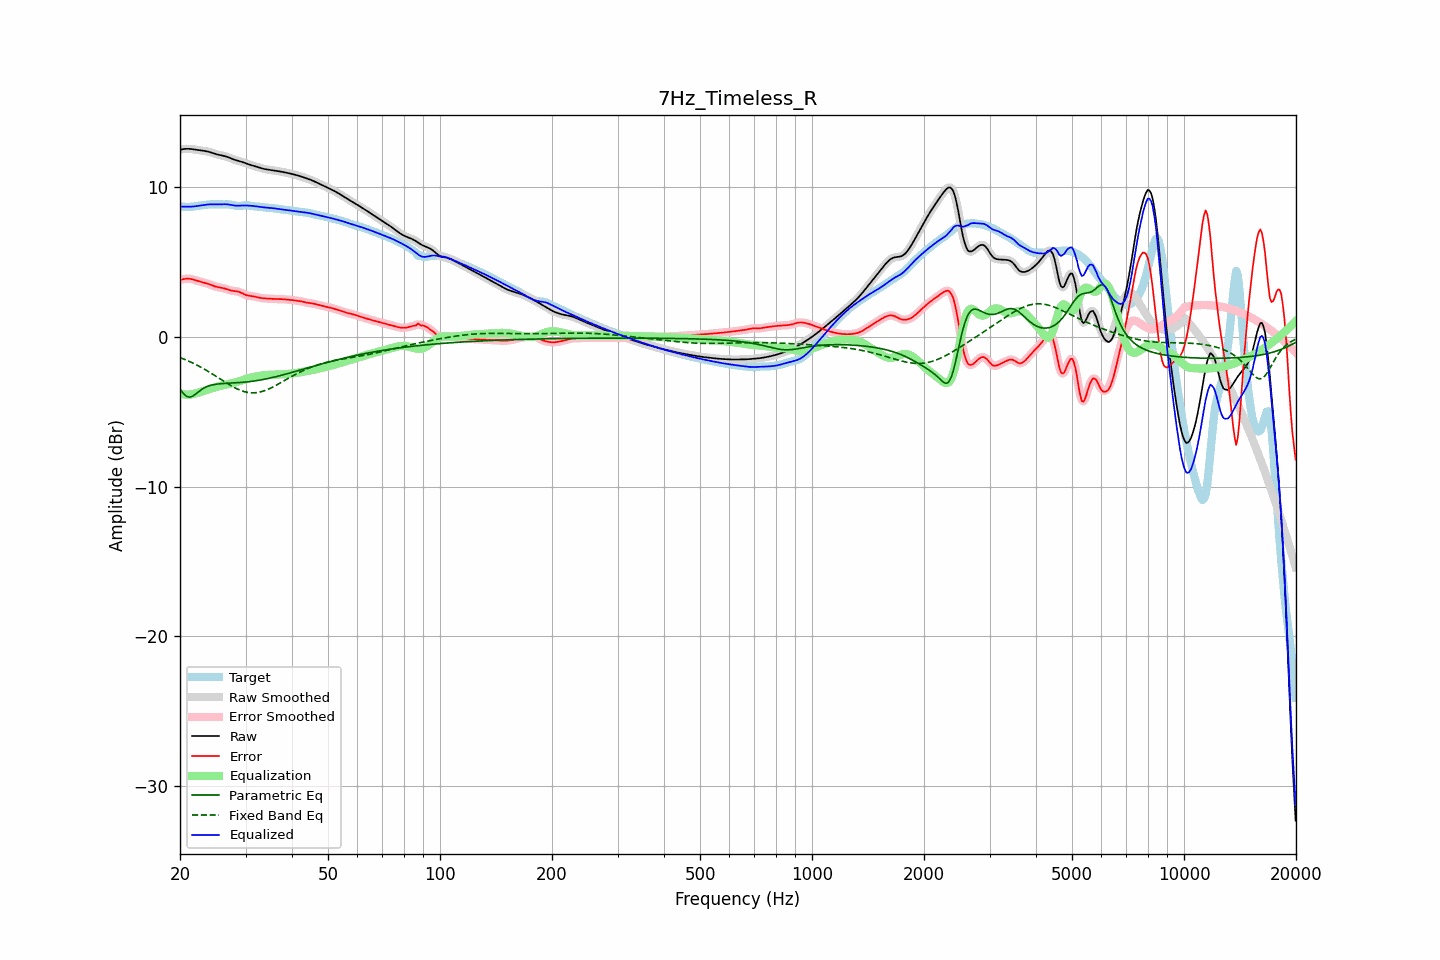 7Hz_Timeless_R
Amplitude (dBr)
10
0
−10
−20
−30
Target
Raw Smoothed
Error Smoothed
Raw
Error
Equalization
Parametric Eq
Fixed Band Eq
Equalized
20 50 100 200 500 1000 2000 5000 10000 20000
Frequency (Hz)